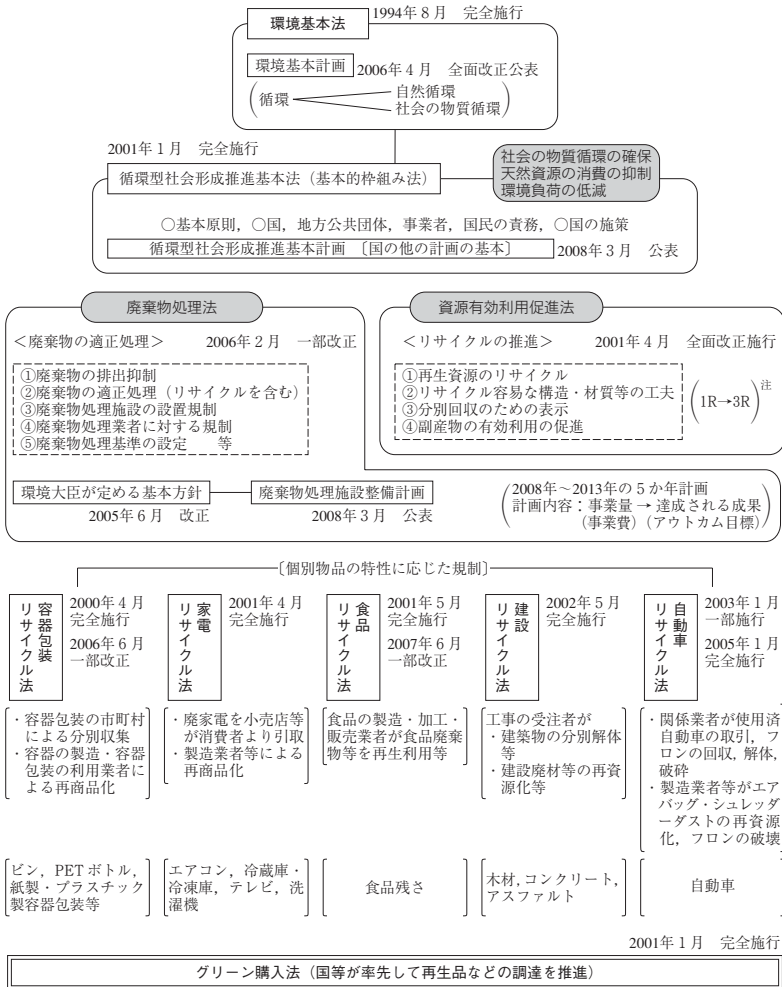 環境基本法
1994年8月　完全施行
環境基本計画
2006年4月　全面改正公表
循環
自然循環
社会の物質循環
2001年1月　完全施行
循環型社会形成推進基本法（基本的枠組み法）
社会の物質循環の確保
天然資源の消費の抑制
環境負荷の低減
○基本原則，○国，地方公共団体，事業者，国民の責務，○国の施策
循環型社会形成推進基本計画　〔国の他の計画の基本〕
2008年3月　公表
廃棄物処理法
＜廃棄物の適正処理＞
2006年2月　一部改正
①廃棄物の排出抑制
②廃棄物の適正処理（リサイクルを含む）
③廃棄物処理施設の設置規制
④廃棄物処理業者に対する規制
⑤廃棄物処理基準の設定　　等
資源有効利用促進法
＜リサイクルの推進＞
2001年4月　全面改正施行
①再生資源のリサイクル
②リサイクル容易な構造・材質等の工夫
③分別回収のための表示
④副産物の有効利用の促進
（1R→3R）注
環境大臣が定める基本方針
2005年6月　改正
廃棄物処理施設整備計画
2008年3月　公表
2008年～2013年の5か年計画
計画内容：事業量 → 達成される成果
（事業費）（アウトカム目標）
〔個別物品の特性に応じた規制〕
容器包装
リサイクル法
2000年4月
完全施行
2006年6月
一部改正
家電
リサイクル法
2001年4月
完全施行
食品
リサイクル法
2001年5月
完全施行
2007年6月
一部改正
建設
リサイクル法
2002年5月
完全施行
自動車
リサイクル法
2003年1月
一部施行
2005年1月
完全施行
・容器包装の市町村
による分別収集
・容器の製造・容器
包装の利用業者に
よる再商品化
・廃家電を小売店等
が消費者より引取
・製造業者等による
再商品化
食品の製造・加工・
販売業者が食品廃棄
物等を再生利用等
工事の受注者が
・建築物の分別解体
等
・建設廃材等の再資
源化等
・関係業者が使用済
自動車の取引，フ
ロンの回収，解体，
破砕
・製造業者等がエア
バッグ・シュレッダ
ーダストの再資源
化，フロンの破壊
ビン，PETボトル，
紙製・プラスチック
製容器包装等
エアコン，冷蔵庫・
冷凍庫，テレビ，洗
濯機
食品残さ
木材，コンクリート，
アスファルト
自動車
2001年1月　完全施行
グリーン購入法（国等が率先して再生品などの調達を推進）